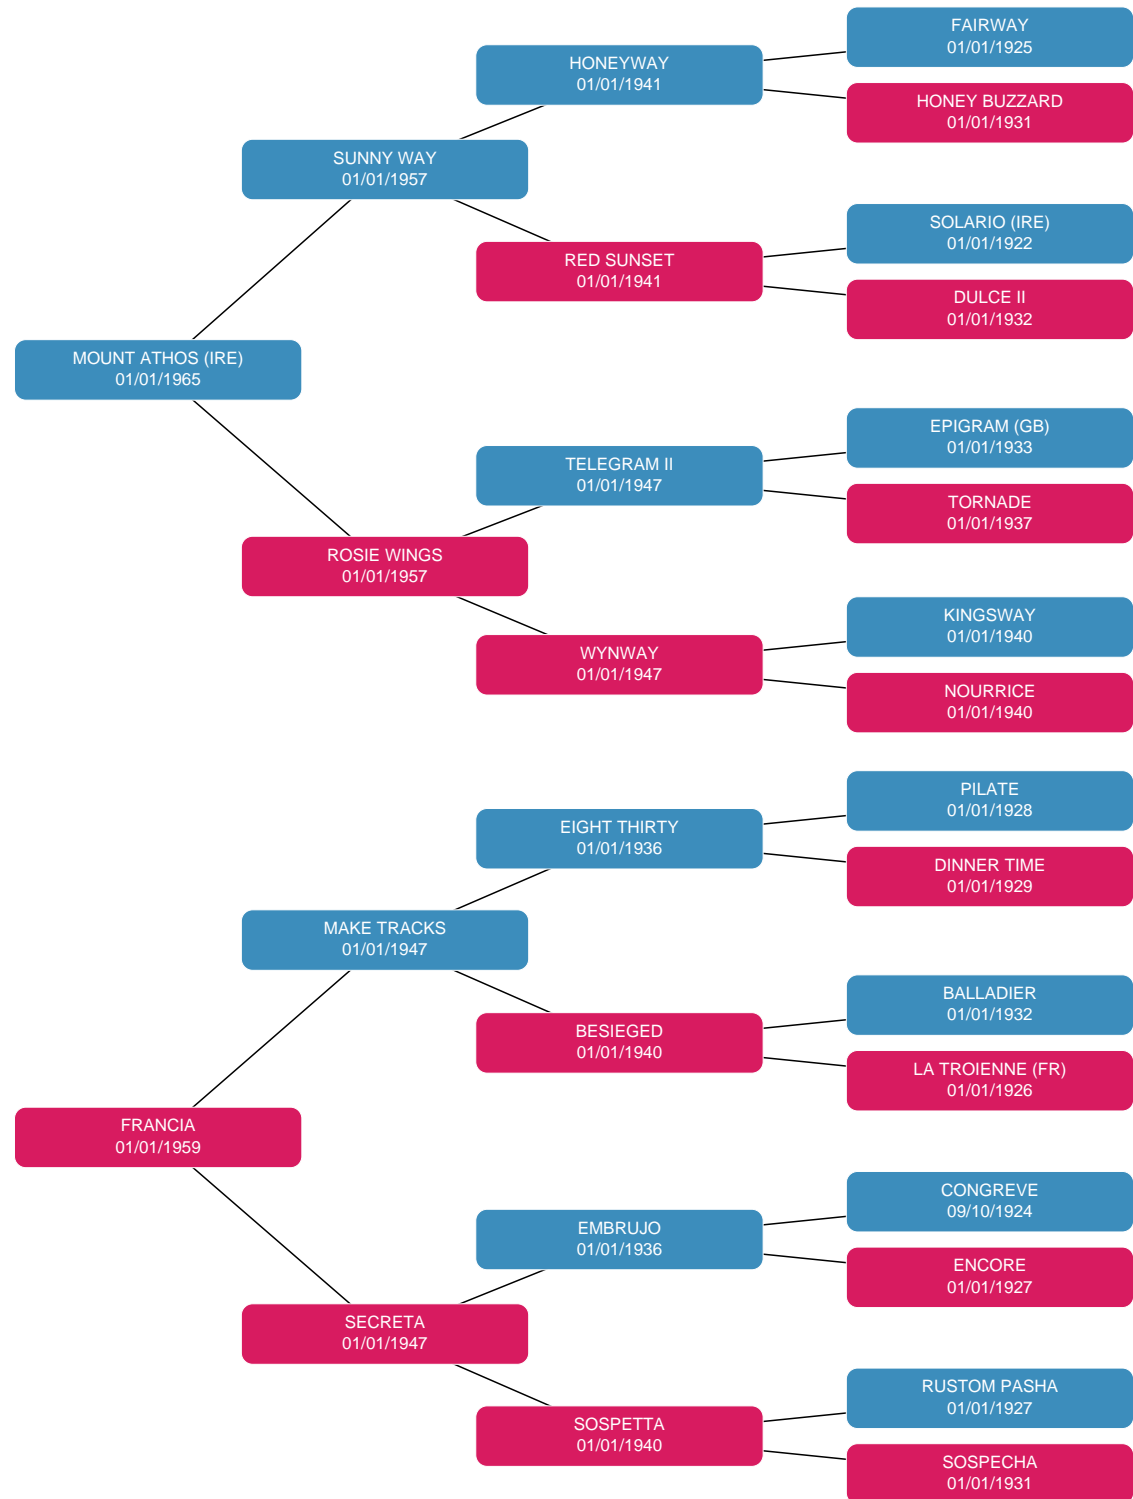 FAIRWAY
01/01/1925
HONEYWAY
01/01/1941
HONEY BUZZARD
01/01/1931
SUNNY WAY
01/01/1957
SOLARIO (IRE)
01/01/1922
RED SUNSET
01/01/1941
DULCE II
01/01/1932
MOUNT ATHOS (IRE)
01/01/1965
EPIGRAM (GB)
01/01/1933
TELEGRAM II
01/01/1947
TORNADE
01/01/1937
ROSIE WINGS
01/01/1957
KINGSWAY
01/01/1940
WYNWAY
01/01/1947
NOURRICE
01/01/1940
PILATE
01/01/1928
EIGHT THIRTY
01/01/1936
DINNER TIME
01/01/1929
MAKE TRACKS
01/01/1947
BALLADIER
01/01/1932
BESIEGED
01/01/1940
LA TROIENNE (FR)
01/01/1926
FRANCIA
01/01/1959
CONGREVE
09/10/1924
EMBRUJO
01/01/1936
ENCORE
01/01/1927
SECRETA
01/01/1947
RUSTOM PASHA
01/01/1927
SOSPETTA
01/01/1940
SOSPECHA
01/01/1931